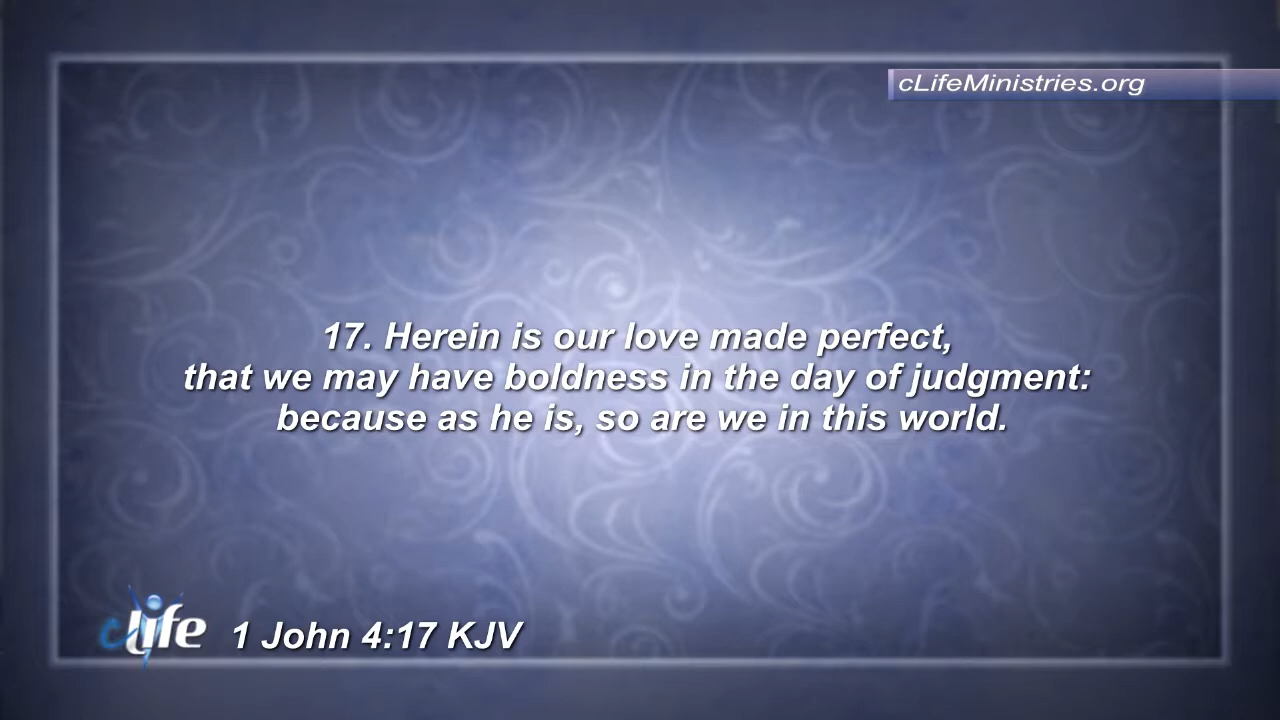 cLifeMinistries.org
17. Herein is our love made perfect,
that we may have boldness in the day of judgment:
because as he is, so are we in this world.
cLife 1 John 4:17 KJV